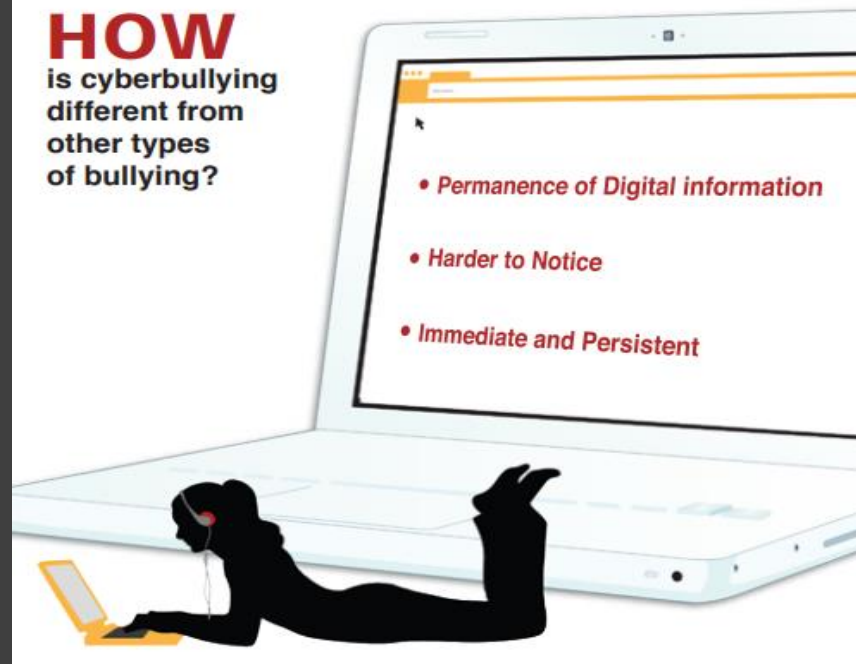 HOW
is cyberbullying
different from
other types
of bullying?
• Permanence of Digital information
• Harder to Notice
• Immediate and Persistent